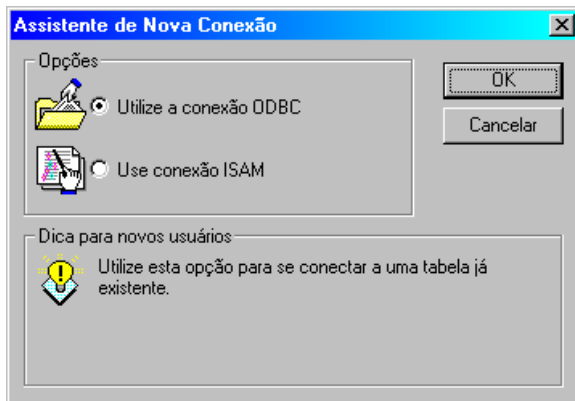 Assistente de Nova Conexão
Opções
Utilize a conexão ODBC
Use conexão ISAM
OK
Cancelar
Dica para novos usuários
Utilize esta opção para se conectar a uma tabela já
existente.